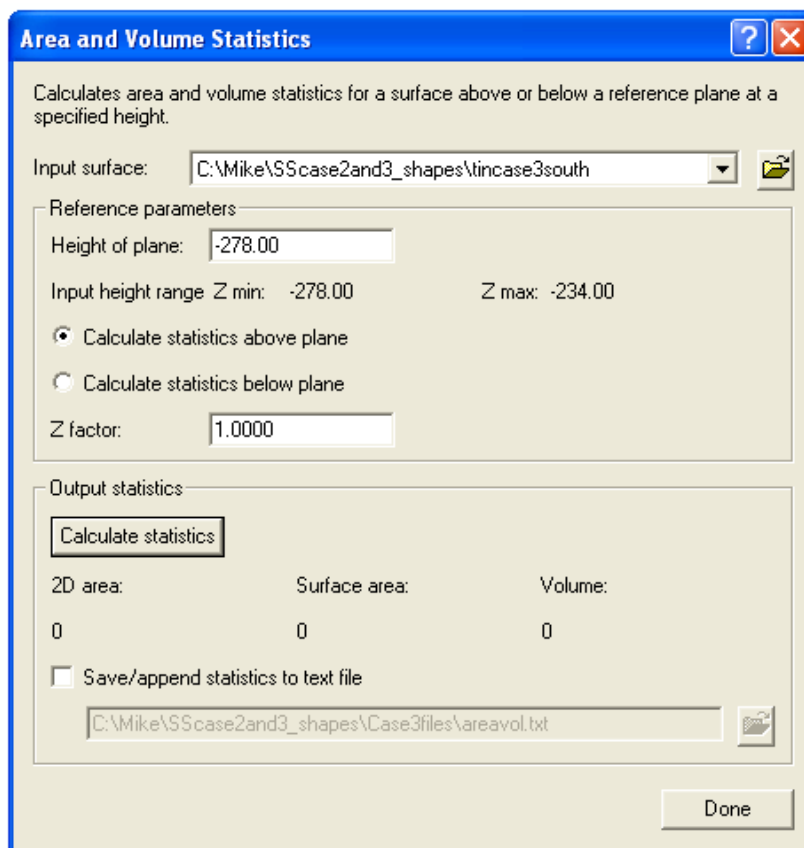 Area and Volume Statistics
Calculates area and volume statistics for a surface above or below a reference plane at a
specified height.
Input surface: C:\Mike\SScase2and3_shapes\tincase3south
Reference parameters
Height of plane: -278.00
Input height range Z min: -278.00 Z max: -234.00
Calculate statistics above plane
Calculate statistics below plane
Z factor: 1.0000
Output statistics
Calculate statistics
2D area: Surface area: Volume:
0 0 0
Save/append statistics to text file
C:\Mike\SScase2and3_shapes\Case3files\areavol.txt
Done